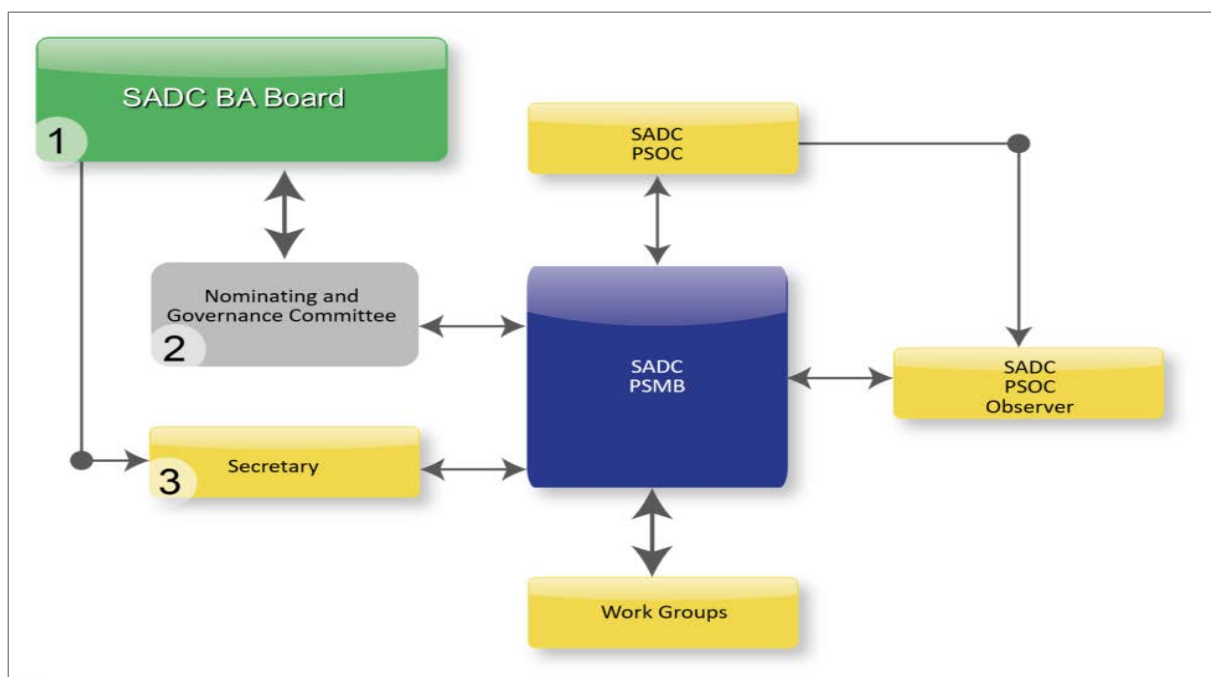 SADC BA Board
1
SADC
PSOC
Nominating and
Governance Committee
2
SADC
PSMB
SADC
PSOC
Observer
Secretary
3
Work Groups